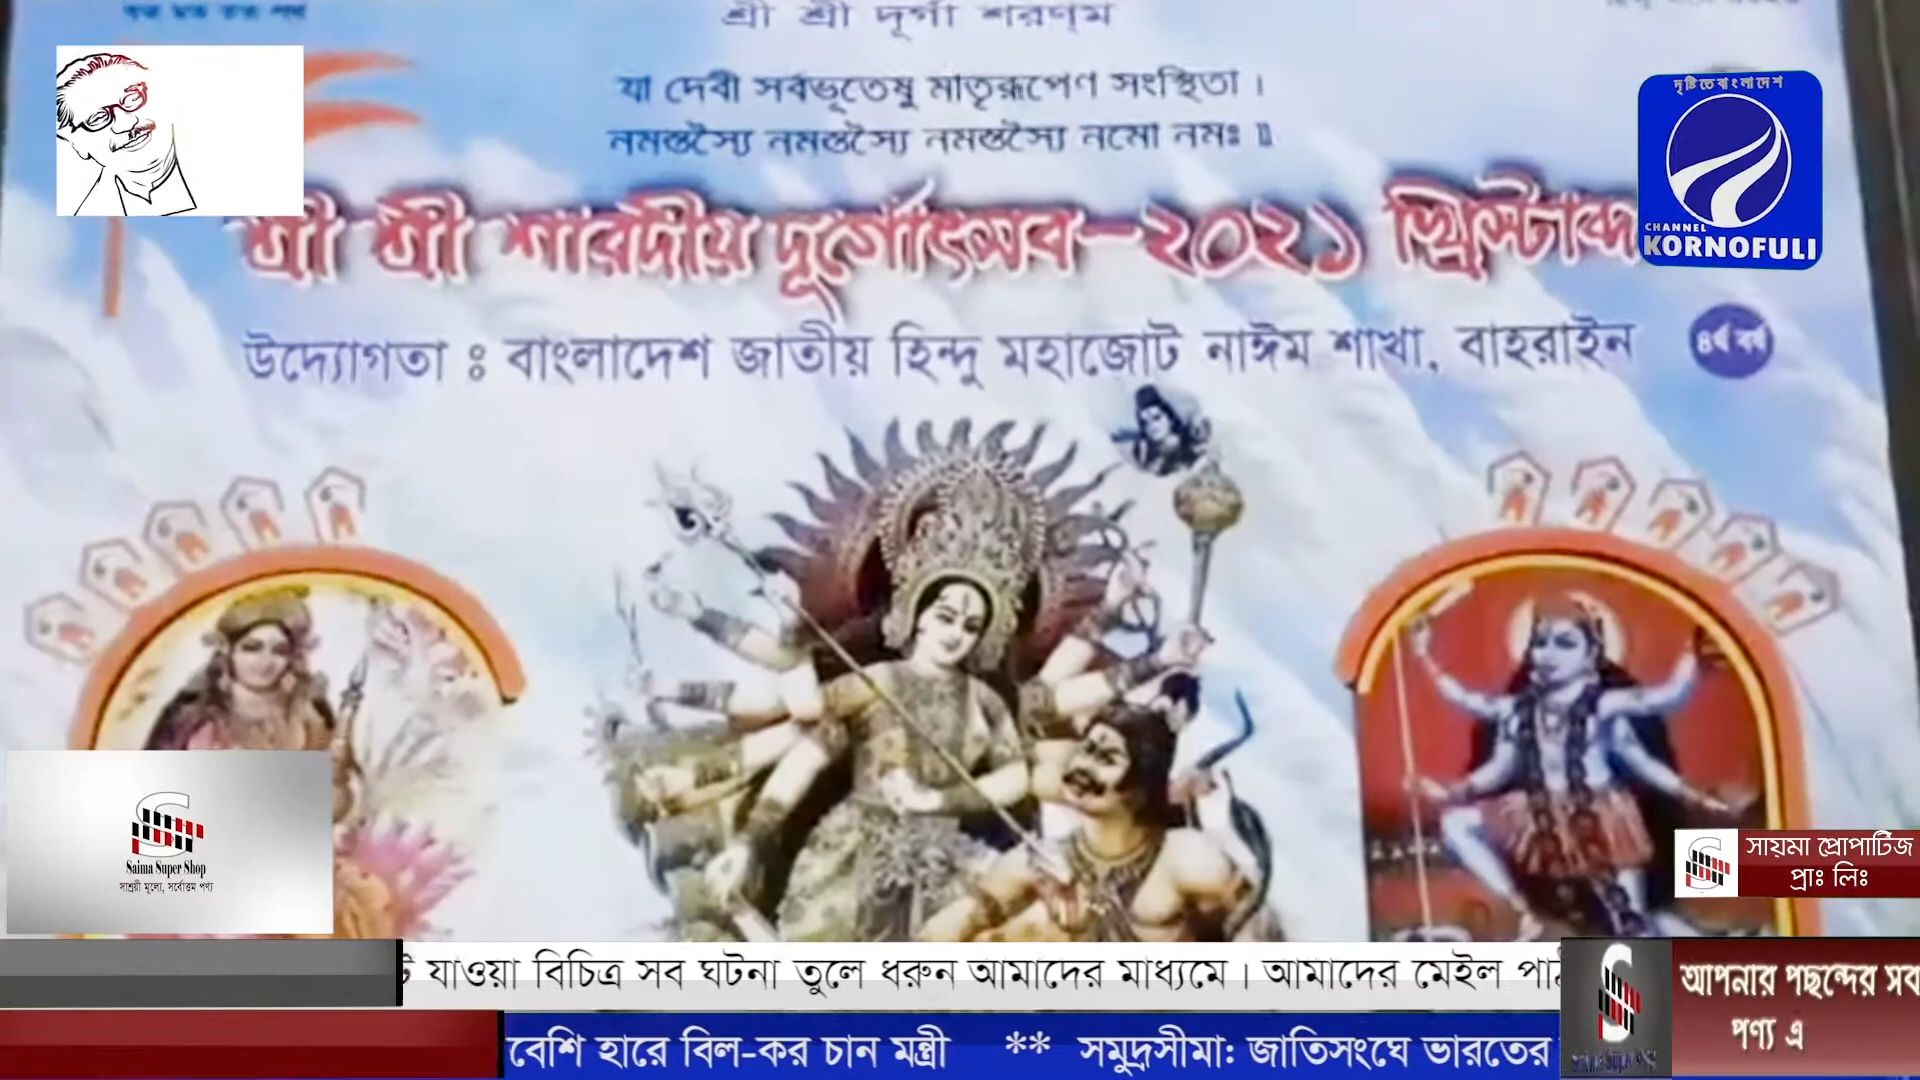 শ্রী শ্রী দূর্গা শরণম
যা দেবী সর্বভূতেষু মাতৃরূপেণ সংস্থিতা।
নমস্তস্যৈ নমস্তস্যৈ নমস্তস্যৈ নমো নমঃ॥
শ্রী শ্রী শারদীয় দূর্গোৎসব-২০২১ খ্রিস্টাব্দ
উদ্যোগতা ঃ বাংলাদেশ জাতীয় হিন্দু মহাজোট নাঈম শাখা, বাহরাইন
৪র্থ বর্ষ
দৃষ্টিতে বাংলাদেশ
CHANNEL
KORNOFULI
Saima Super Shop
সাশ্রয়ী মূল্যে, সর্বোত্তম পণ্য
সায়মা প্রোপার্টিজ
প্রাঃ লিঃ
যাওয়া বিচিত্র সব ঘটনা তুলে ধরুন আমাদের মাধ্যমে। আমাদের মেইল
আপনার পছন্দের সব
পণ্য এ
বেশি হারে বিল-কর চান মন্ত্রী ** সমুদ্রসীমা: জাতিসংঘে ভারতের